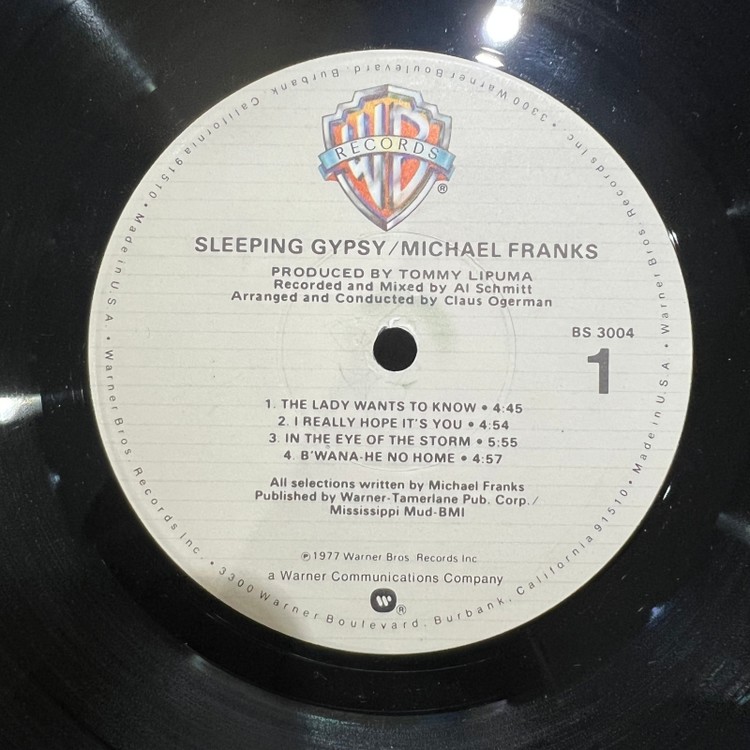 WB
RECORDS
®
SLEEPING GYPSY/MICHAEL FRANKS
PRODUCED BY TOMMY LIPUMA
Recorded and Mixed by Al Schmitt
Arranged and Conducted by Claus Ogerman
BS 3004
1
1. THE LADY WANTS TO KNOW • 4:45
2. I REALLY HOPE IT'S YOU • 4:54
3. IN THE EYE OF THE STORM • 5:55
4. B'WANA-HE NO HOME • 4:57
All selections written by Michael Franks
Published by Warner-Tamerlane Pub. Corp./
Mississippi Mud-BMI
℗ 1977 Warner Bros. Records Inc.
a Warner Communications Company
W ®
Warner Bros. Records Inc. • 3300 Warner Boulevard, Burbank, California 91510 • Made in U.S.A. • Warner Bros. Records Inc. • 3300 Warner Boulevard, Burbank, California 91510 • Made in U.S.A. •